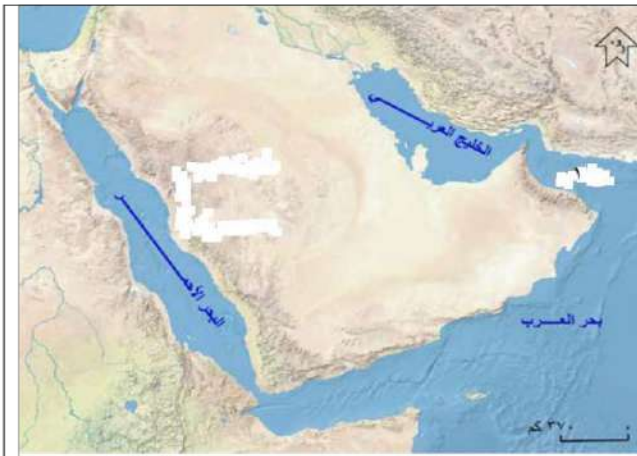 الخليج العربي
البحر الأحمر
بحر العرب
٣٧٠ كم